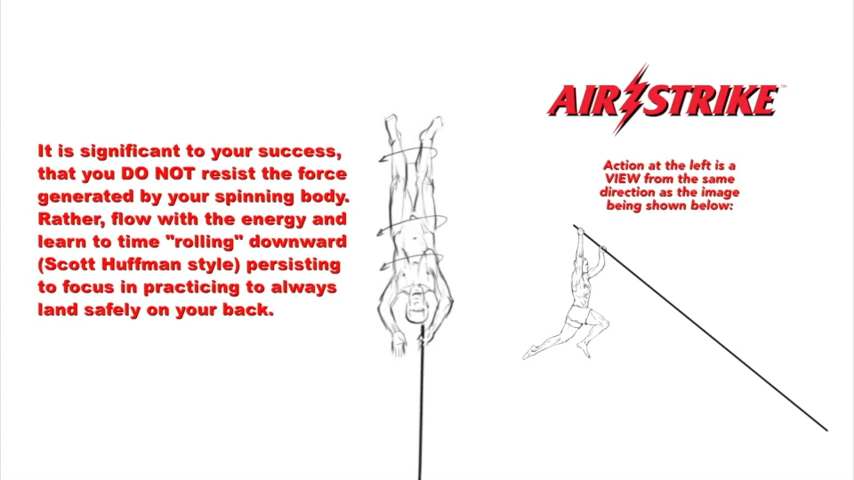 It is significant to your success,
that you DO NOT resist the force
generated by your spinning body.
Rather, flow with the energy and
learn to time "rolling" downward
(Scott Huffman style) persisting
to focus in practicing to always
land safely on your back.
AIR STRIKE™
Action at the left is a
VIEW from the same
direction as the image
being shown below: